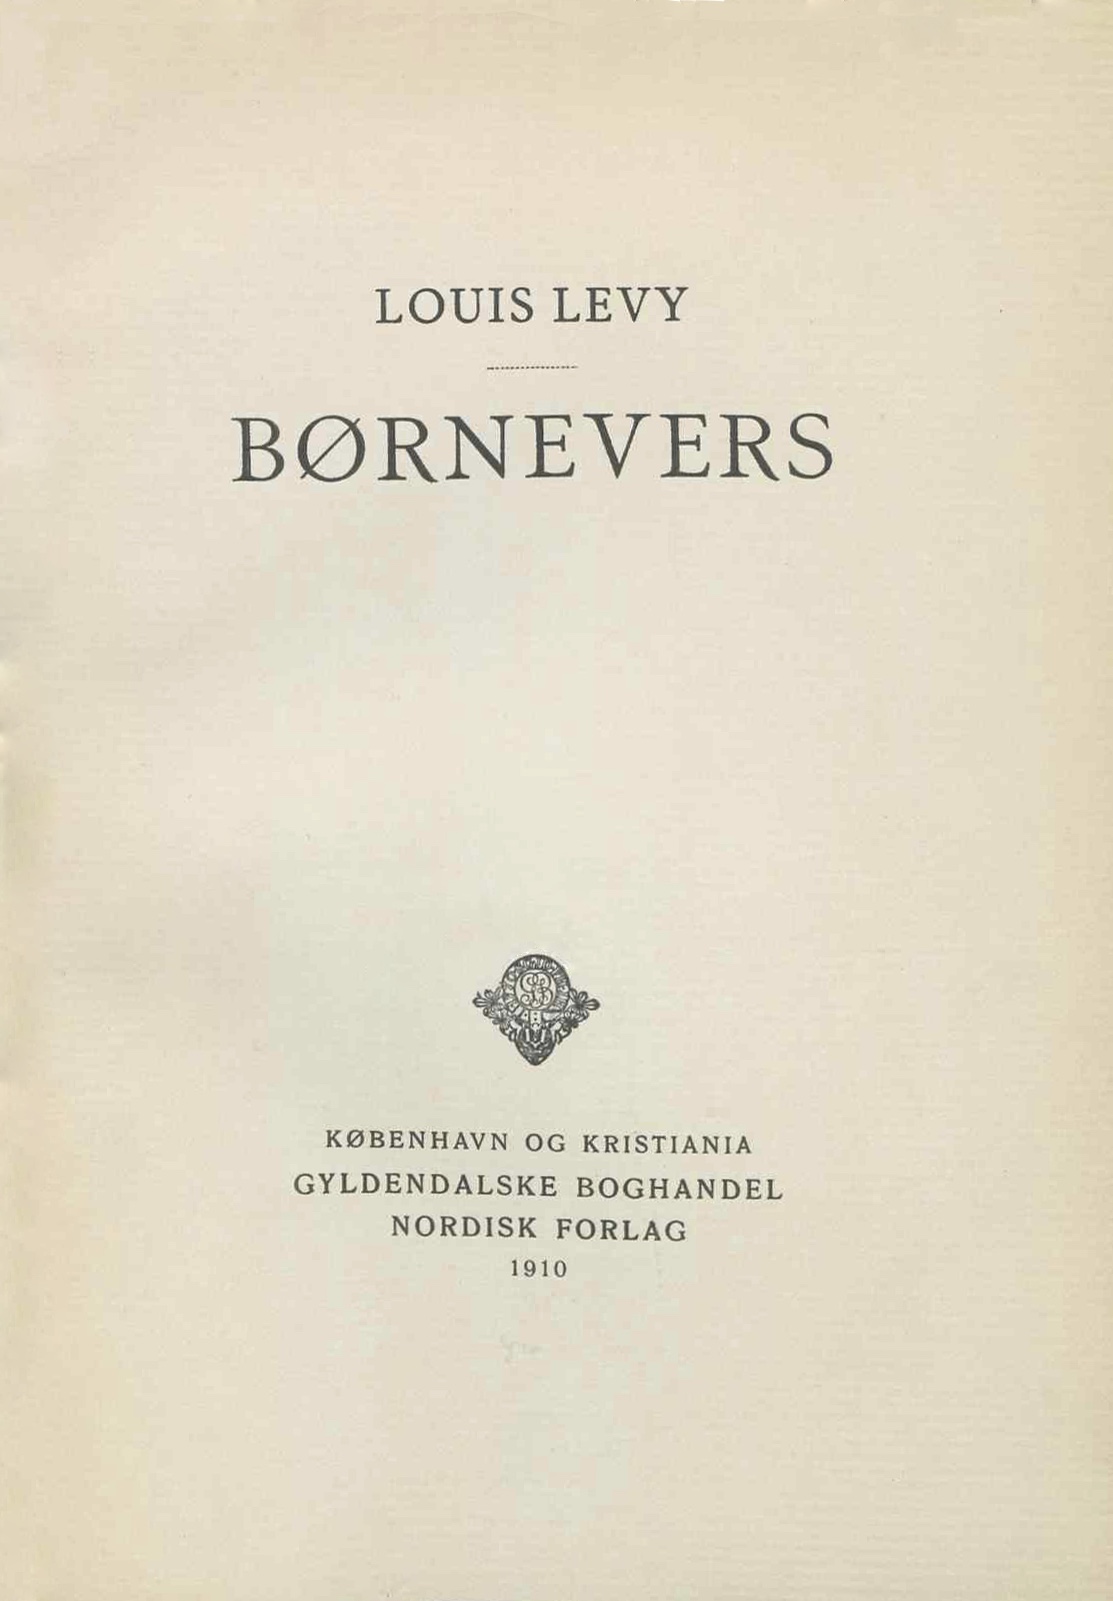 LOUIS LEVY
BØRNEVERS
KØBENHAVN OG KRISTIANIA
GYLDENDALSKE BOGHANDEL
NORDISK FORLAG
1910